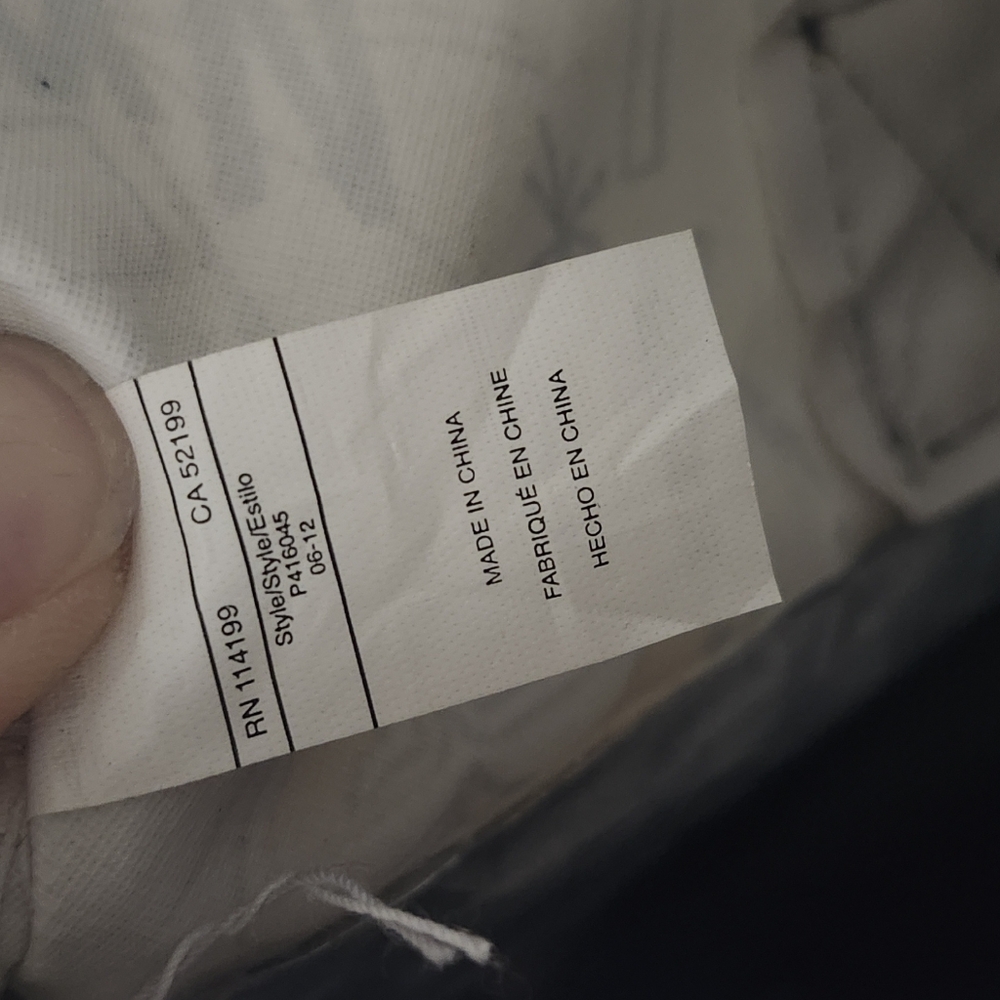 RN 114199 CA 52199
Style/Style/Estilo
P416045
06-12
MADE IN CHINA
FABRIQUÉ EN CHINE
HECHO EN CHINA